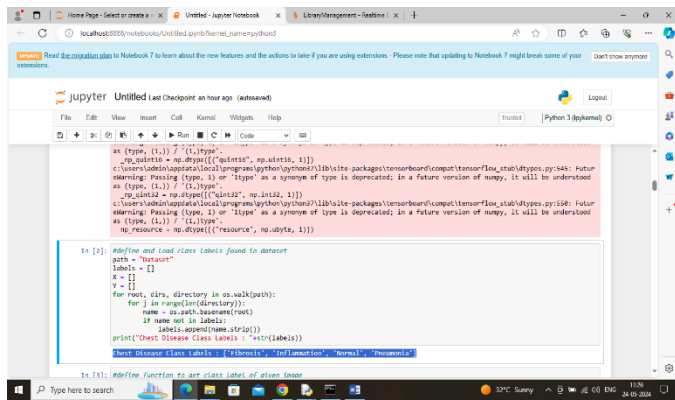 Home Page - Select or create a n
Untitled - Jupyter Notebook
LibraryManagement - Realtime D
localhost:8888/notebooks/Untitled.ipynb?kernel_name=python3
UPDATE Read the migration plan to Notebook 7 to learn about the new features and the actions to take if you are using extensions - Please note that updating to Notebook 7 might break some of your
extensions.
Don't show anymore
jupyter Untitled Last Checkpoint: an hour ago (autosaved)
Logout
File Edit View Insert Cell Kernel Widgets Help
Trusted
Python 3 (ipykernel)
Run
Code
as (type, (1,)) / '(1,)type'.
_np_quint16 = np.dtype([("quint16", np.uint16, 1)])
c:\users\admin\appdata\local\programs\python\python37\lib\site-packages\tensorboard\compat\tensorflow_stub\dtypes.py:545: Futur
eWarning: Passing (type, 1) or '1type' as a synonym of type is deprecated; in a future version of numpy, it will be understood
as (type, (1,)) / '(1,)type'.
_np_qint32 = np.dtype([("qint32", np.int32, 1)])
c:\users\admin\appdata\local\programs\python\python37\lib\site-packages\tensorboard\compat\tensorflow_stub\dtypes.py:550: Futur
eWarning: Passing (type, 1) or '1type' as a synonym of type is deprecated; in a future version of numpy, it will be understood
as (type, (1,)) / '(1,)type'.
np_resource = np.dtype([("resource", np.ubyte, 1)])
In [2]: #define and load class labels found in dataset
path = "Dataset"
labels = []
X = []
Y = []
for root, dirs, directory in os.walk(path):
for j in range(len(directory)):
name = os.path.basename(root)
if name not in labels:
labels.append(name.strip())
print("Chest Disease Class Labels : "+str(labels))
Chest Disease Class Labels : ['Fibrosis', 'Inflammation', 'Normal', 'Pneumonia']
In [3]: #define function to get class label of given image
Type here to search
32°C Sunny
ENG
11:26
24-05-2024